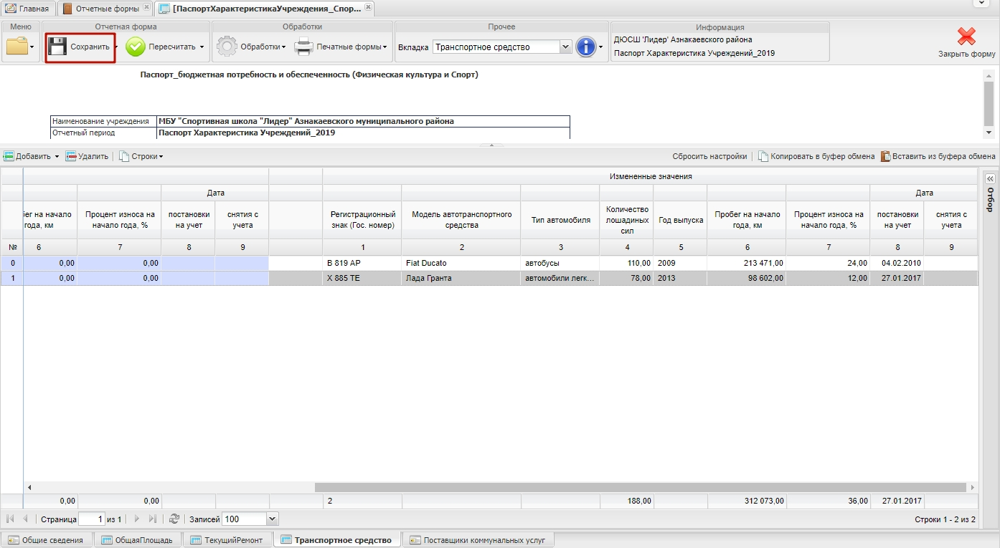 Главная
Отчетные формы
[ПаспортХарактеристикаУчреждения_Спор...
Меню
Отчетная форма
Обработки
Прочее
Информация
Сохранить
Пересчитать
Обработки
Печатные формы
Вкладка
Транспортное средство
ДЮСШ 'Лидер' Азнакаевского района
Паспорт Характеристика Учреждений_2019
Закрыть форму
Паспорт_бюджетная потребность и обеспеченность (Физическая культура и Спорт)
Наименование учреждения МБУ "Спортивная школа "Лидер" Азнакаевского муниципального района
Отчетный период Паспорт Характеристика Учреждений_2019
Добавить Удалить Строки Сбросить настройки Копировать в буфер обмена Вставить из буфера обмена
Измененные значения
Дата Дата
Отбор
ег на начало года, км
Процент износа на начало года, %
постановки на учет
снятия с учета
Регистрационный знак (Гос. номер)
Модель автотранспортного средства
Тип автомобиля
Количество лошадиных сил
Год выпуска
Пробег на начало года, км
Процент износа на начало года, %
постановки на учет
снятия с учета
№ 6 7 8 9 1 2 3 4 5 6 7 8 9
0 0,00 0,00 В 819 АР Fiat Ducato автобусы 110,00 2009 213 471,00 24,00 04.02.2010
1 0,00 0,00 Х 885 ТЕ Лада Гранта автомобили легк... 78,00 2013 98 602,00 12,00 27.01.2017
0,00 0,00 2 188,00 312 073,00 36,00 27.01.2017
Страница 1 из 1 Записей 100 Строки 1 - 2 из 2
Общие сведения ОбщаяПлощадь ТекущийРемонт Транспортное средство Поставщики коммунальных услуг